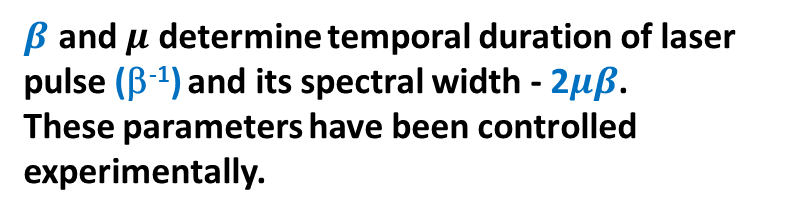 β and μ determine temporal duration of laser
pulse (β⁻¹) and its spectral width - 2μβ.
These parameters have been controlled
experimentally.